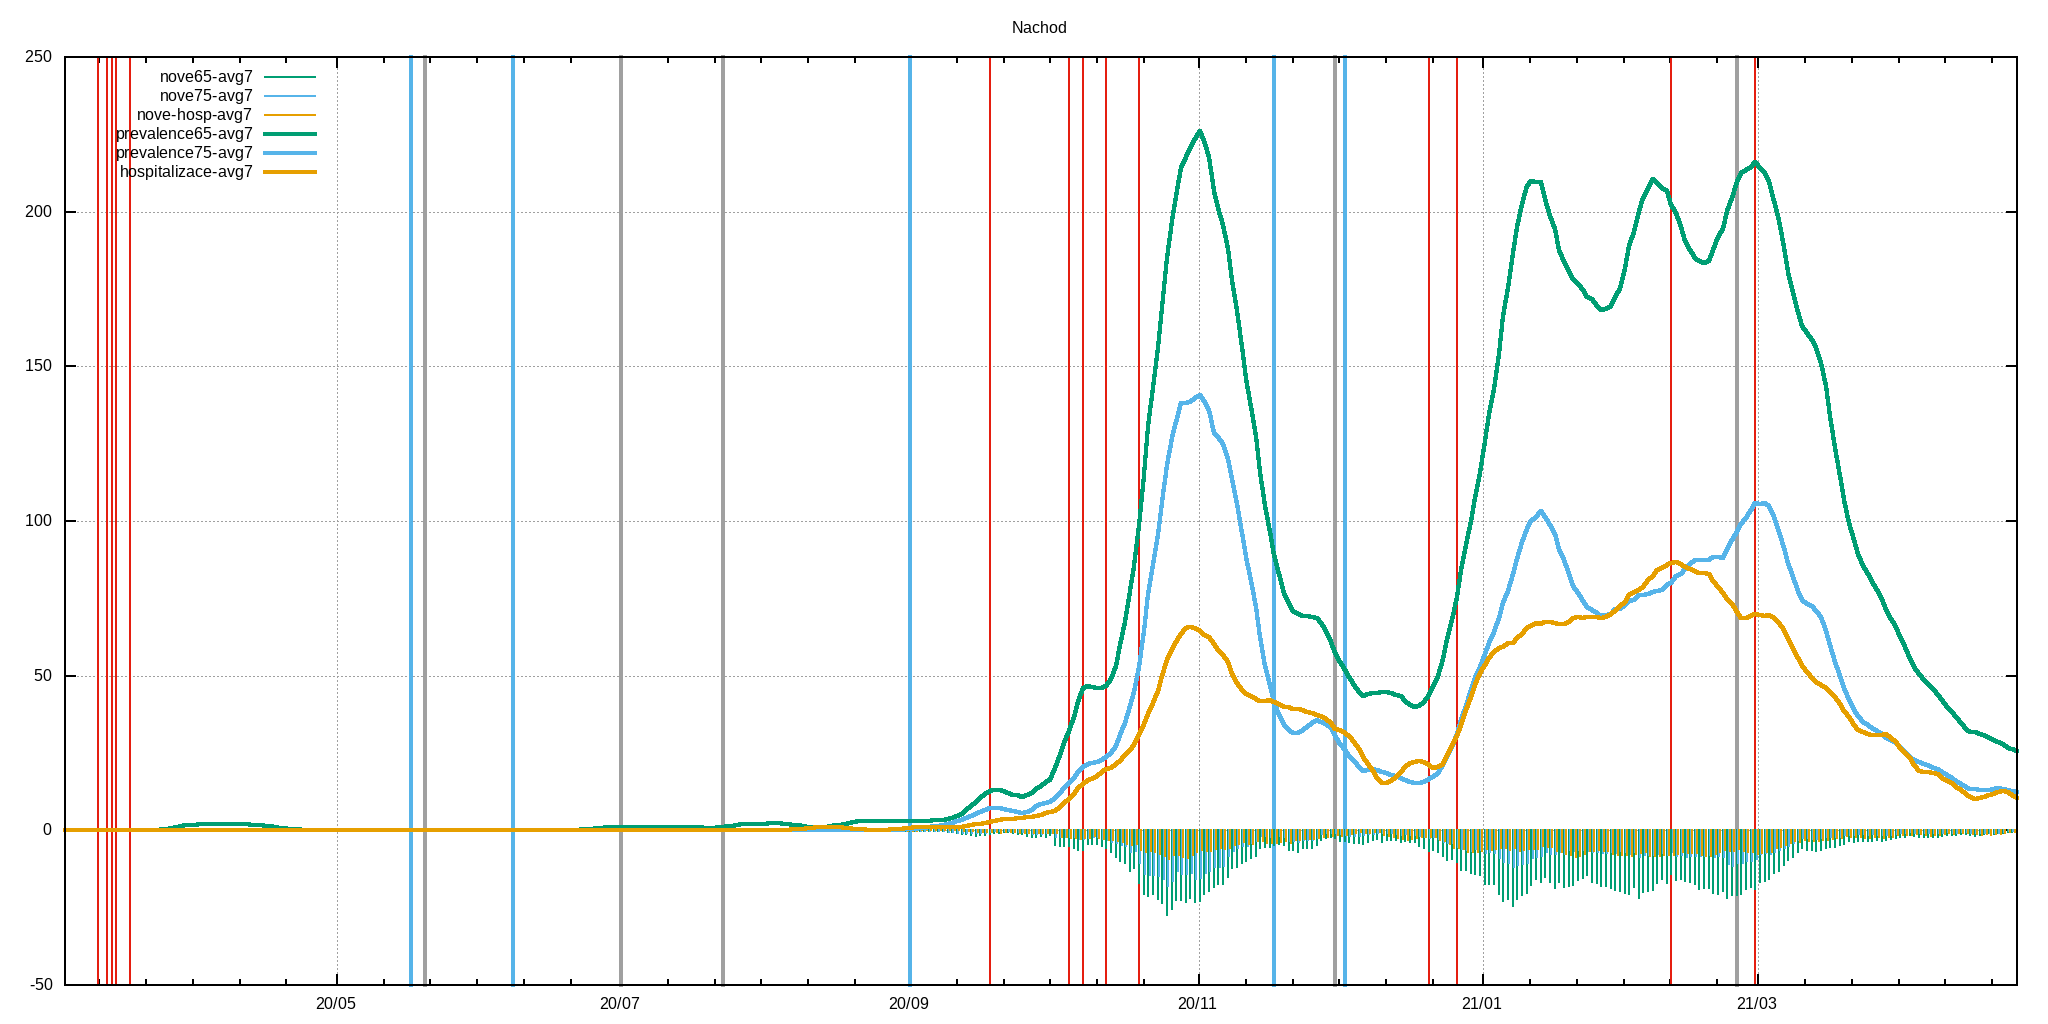 Nachod
250
200
150
100
50
0
-50
nove65-avg7
nove75-avg7
nove-hosp-avg7
prevalence65-avg7
prevalence75-avg7
hospitalizace-avg7
20/05 20/07 20/09 20/11 21/01 21/03